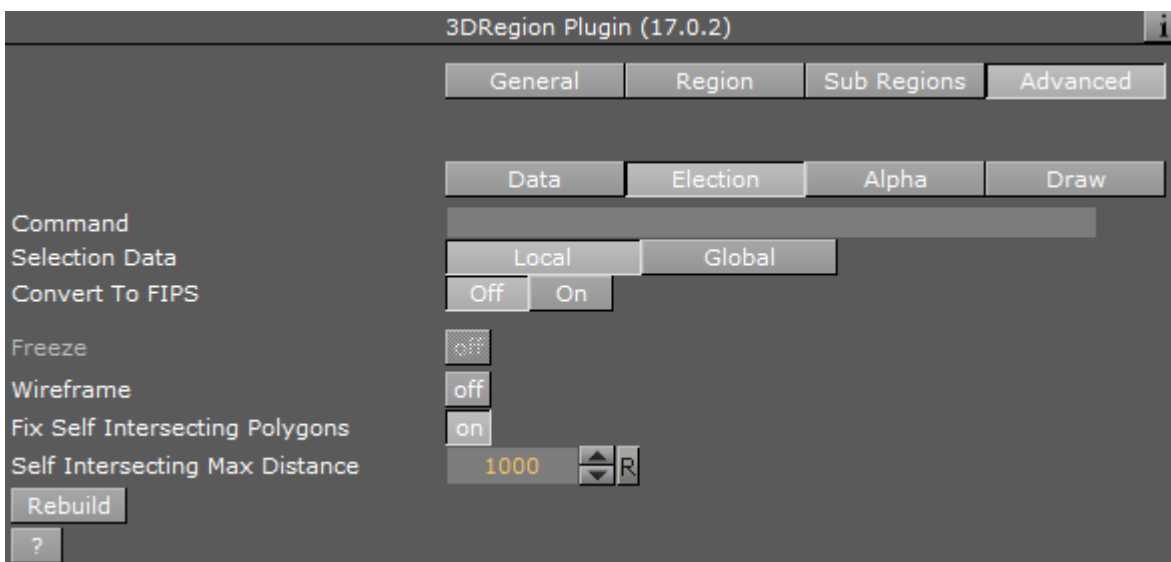 3DRegion Plugin (17.0.2) i
General Region Sub Regions Advanced
Data Election Alpha Draw
Command
Selection Data Local Global
Convert To FIPS Off On
Freeze off
Wireframe off
Fix Self Intersecting Polygons on
Self Intersecting Max Distance 1000 R
Rebuild
?